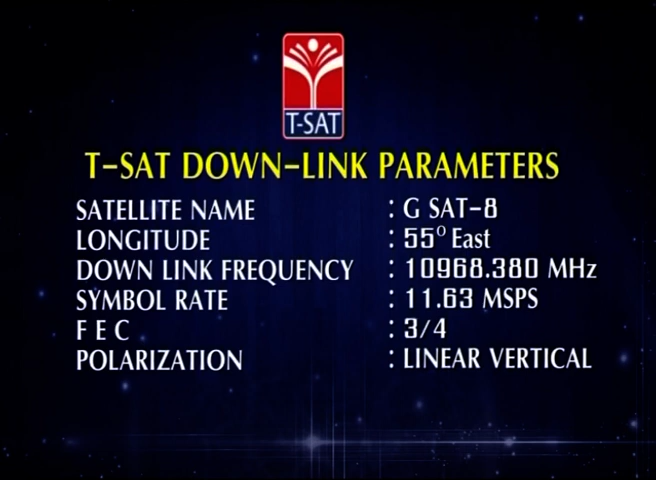 T-SAT
T-SAT DOWN-LINK PARAMETERS
SATELLITE NAME : G SAT-8
LONGITUDE : 55° East
DOWN LINK FREQUENCY : 10968.380 MHz
SYMBOL RATE : 11.63 MSPS
F E C : 3/4
POLARIZATION : LINEAR VERTICAL